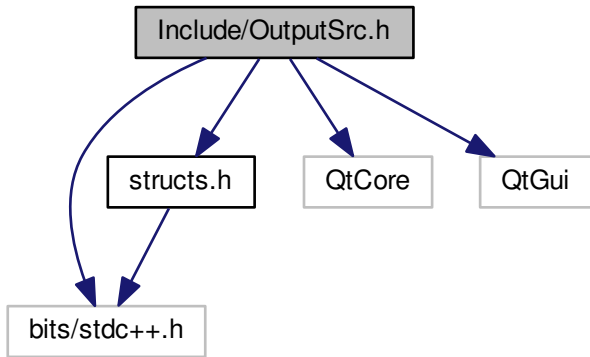 Include/OutputSrc.h
structs.h
QtCore
QtGui
bits/stdc++.h